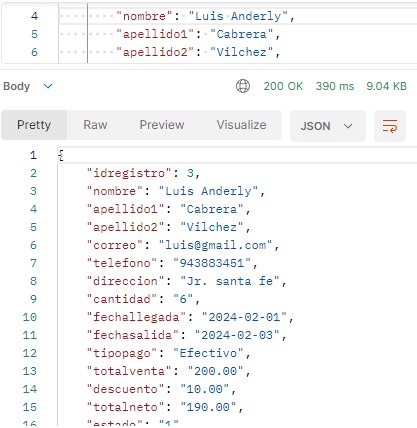 4 "nombre": "Luis Anderly",
5 "apellido1": "Cabrera",
6 "apellido2": "Vilchez",
Body 200 OK 390 ms 9.04 KB
Pretty Raw Preview Visualize JSON
1 {
2 "idregistro": 3,
3 "nombre": "Luis Anderly",
4 "apellido1": "Cabrera",
5 "apellido2": "Vilchez",
6 "correo": "luis@gmail.com",
7 "telefono": "943883451",
8 "direccion": "Jr. santa fe",
9 "cantidad": "6",
10 "fechallegada": "2024-02-01",
11 "fechasalida": "2024-02-03",
12 "tipopago": "Efectivo",
13 "totalventa": "200.00",
14 "descuento": "10.00",
15 "totalneto": "190.00",
16 "estado": "1"